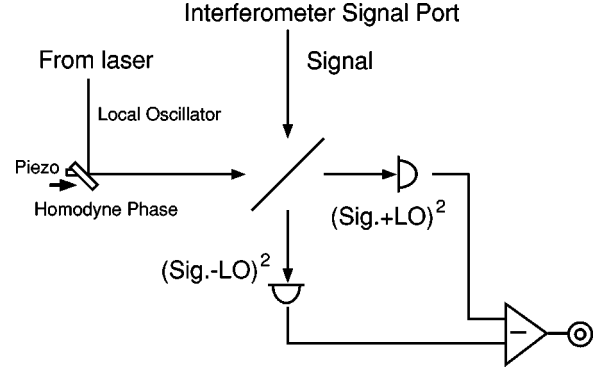 Interferometer Signal Port
From laser
Signal
Local Oscillator
Piezo
Homodyne Phase
(Sig.+LO)²
(Sig.-LO)²
−